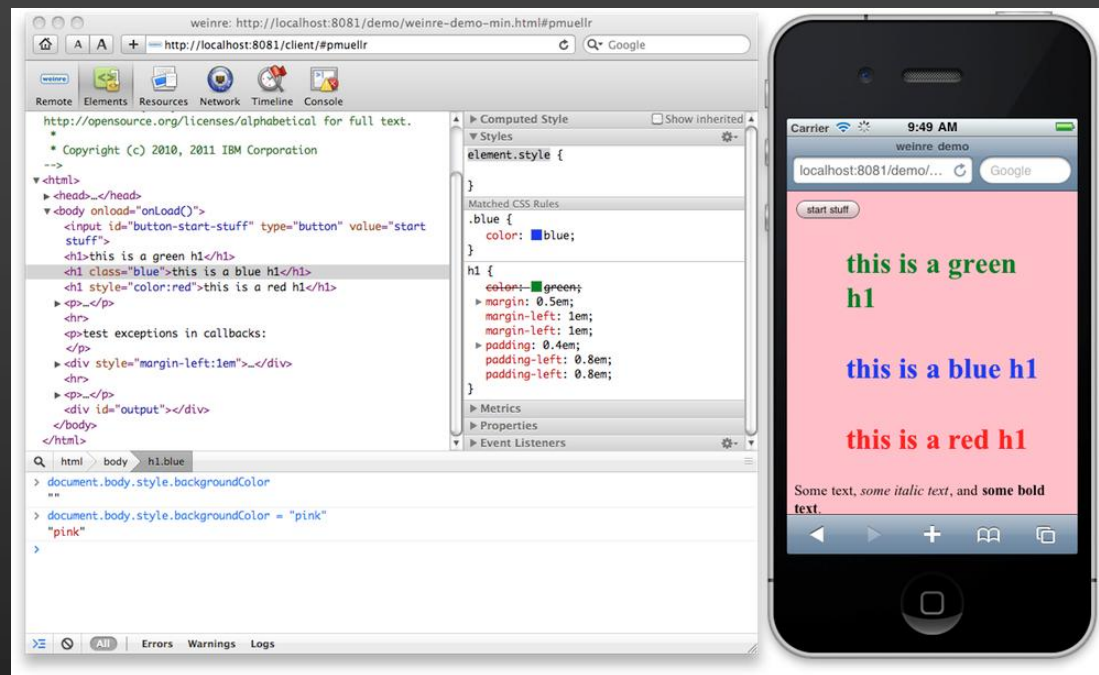 weinre: http://localhost:8081/demo/weinre-demo-min.html#pmuellr
A A + http://localhost:8081/client/#pmuellr Google
weinre
Remote Elements Resources Network Timeline Console
http://opensource.org/licenses/alphabetical for full text.
*
* Copyright (c) 2010, 2011 IBM Corporation
-->
<html>
<head>…</head>
<body onload="onLoad()">
<input id="button-start-stuff" type="button" value="start
stuff">
<h1>this is a green h1</h1>
<h1 class="blue">this is a blue h1</h1>
<h1 style="color:red">this is a red h1</h1>
<p>…</p>
<hr>
<p>test exceptions in callbacks:
</p>
<div style="margin-left:1em">…</div>
<hr>
<p>…</p>
<div id="output"></div>
</body>
</html>
Computed Style Show inherited
Styles
element.style {
}
Matched CSS Rules
.blue {
color: blue;
}
h1 {
color: green;
margin: 0.5em;
margin-left: 1em;
margin-left: 1em;
padding: 0.4em;
padding-left: 0.8em;
padding-left: 0.8em;
}
Metrics
Properties
Event Listeners
html body h1.blue
> document.body.style.backgroundColor
""
> document.body.style.backgroundColor = "pink"
"pink"
>
All Errors Warnings Logs
Carrier 9:49 AM
weinre demo
localhost:8081/demo/... Google
start stuff
this is a green
h1
this is a blue h1
this is a red h1
Some text, some italic text, and some bold
text.